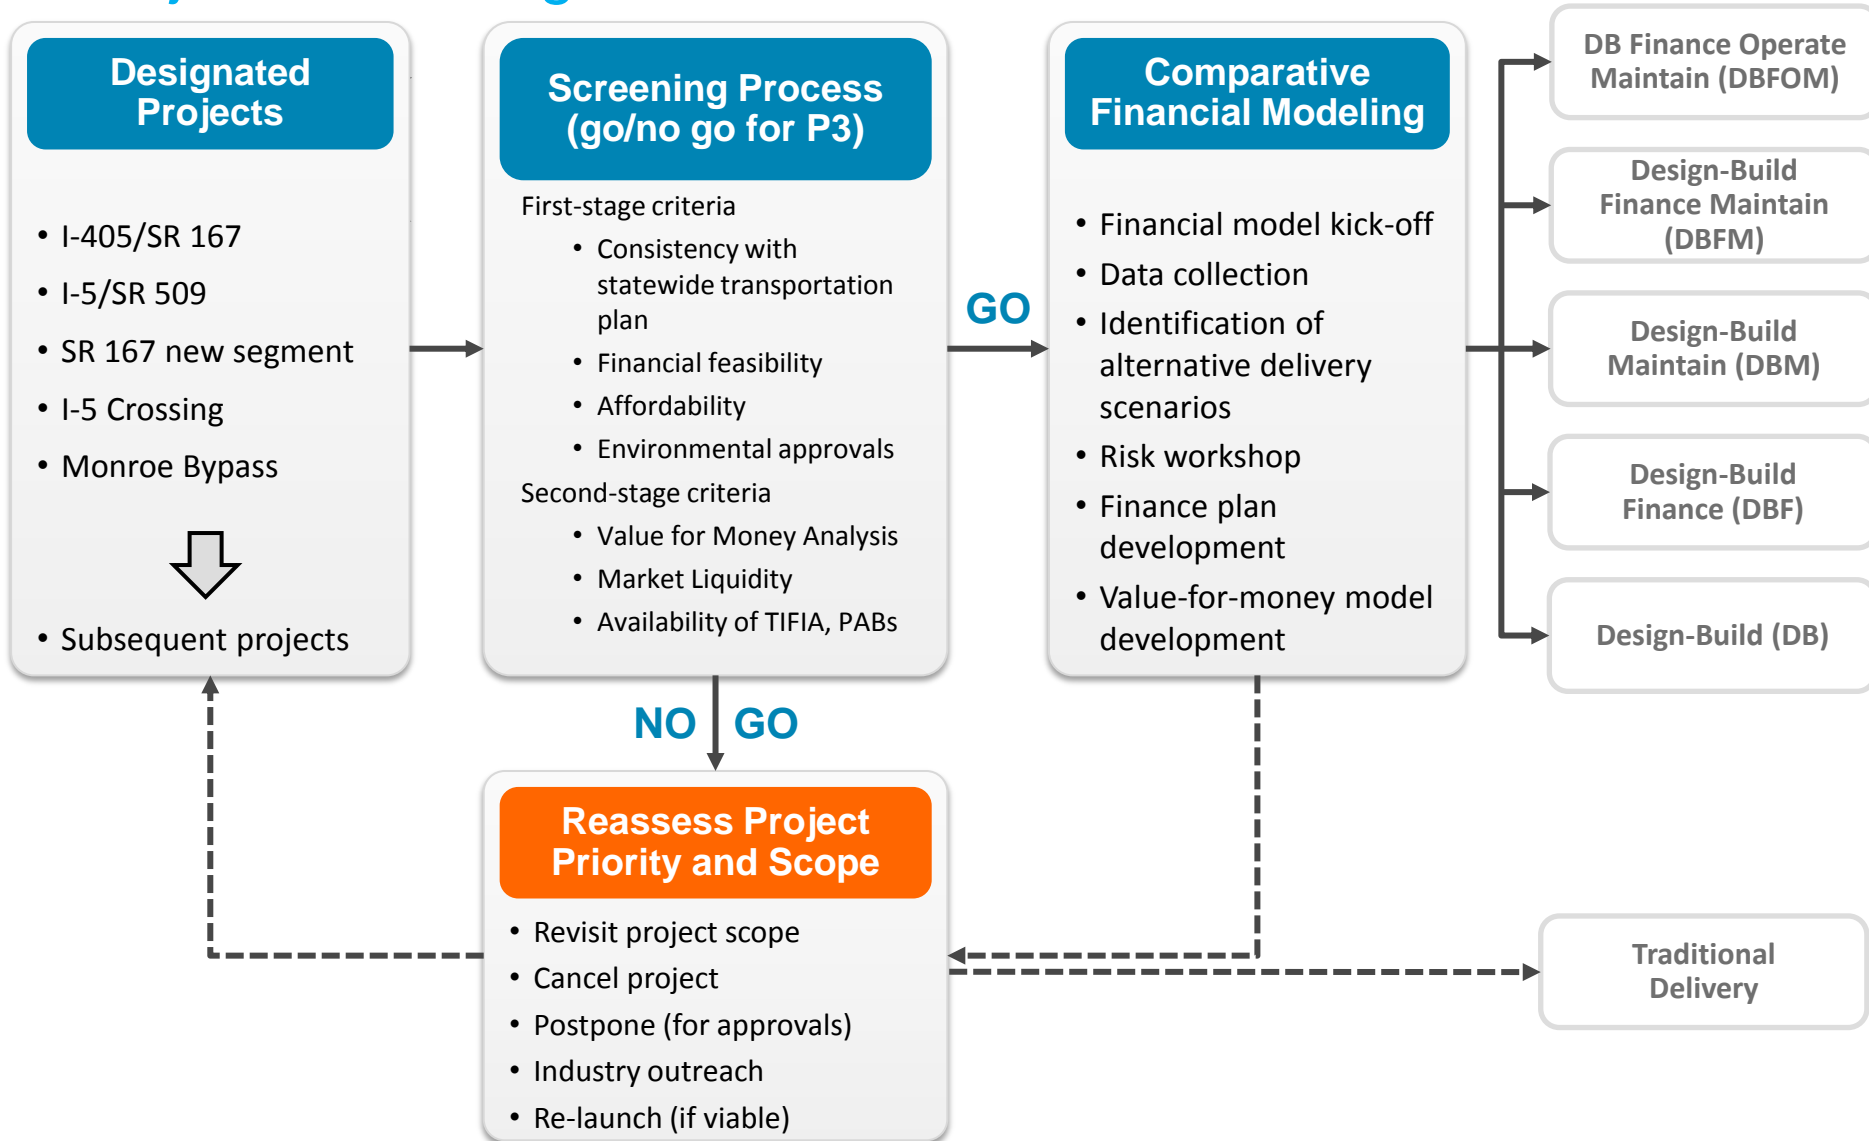 Designated
Projects
• I-405/SR 167
• I-5/SR 509
• SR 167 new segment
• I-5 Crossing
• Monroe Bypass
• Subsequent projects
Screening Process
(go/no go for P3)
First-stage criteria
• Consistency with
statewide transportation
plan
• Financial feasibility
• Affordability
• Environmental approvals
Second-stage criteria
• Value for Money Analysis
• Market Liquidity
• Availability of TIFIA, PABs
GO
Comparative
Financial Modeling
• Financial model kick-off
• Data collection
• Identification of
alternative delivery
scenarios
• Risk workshop
• Finance plan
development
• Value-for-money model
development
DB Finance Operate
Maintain (DBFOM)
Design-Build
Finance Maintain
(DBFM)
Design-Build
Maintain (DBM)
Design-Build
Finance (DBF)
Design-Build (DB)
NO GO
Reassess Project
Priority and Scope
• Revisit project scope
• Cancel project
• Postpone (for approvals)
• Industry outreach
• Re-launch (if viable)
Traditional
Delivery